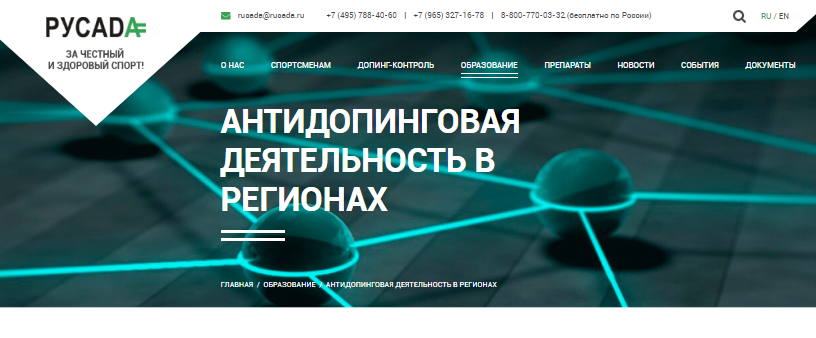 РУСАДА
ЗА ЧЕСТНЫЙ
И ЗДОРОВЫЙ СПОРТ!
rusada@rusada.ru +7 (495) 788-40-60 | +7 (965) 327-16-78 | 8-800-770-03-32 (бесплатно по России)
RU / EN
О НАС СПОРТСМЕНАМ ДОПИНГ-КОНТРОЛЬ ОБРАЗОВАНИЕ ПРЕПАРАТЫ НОВОСТИ СОБЫТИЯ ДОКУМЕНТЫ
АНТИДОПИНГОВАЯ
ДЕЯТЕЛЬНОСТЬ В
РЕГИОНАХ
ГЛАВНАЯ / ОБРАЗОВАНИЕ / АНТИДОПИНГОВАЯ ДЕЯТЕЛЬНОСТЬ В РЕГИОНАХ